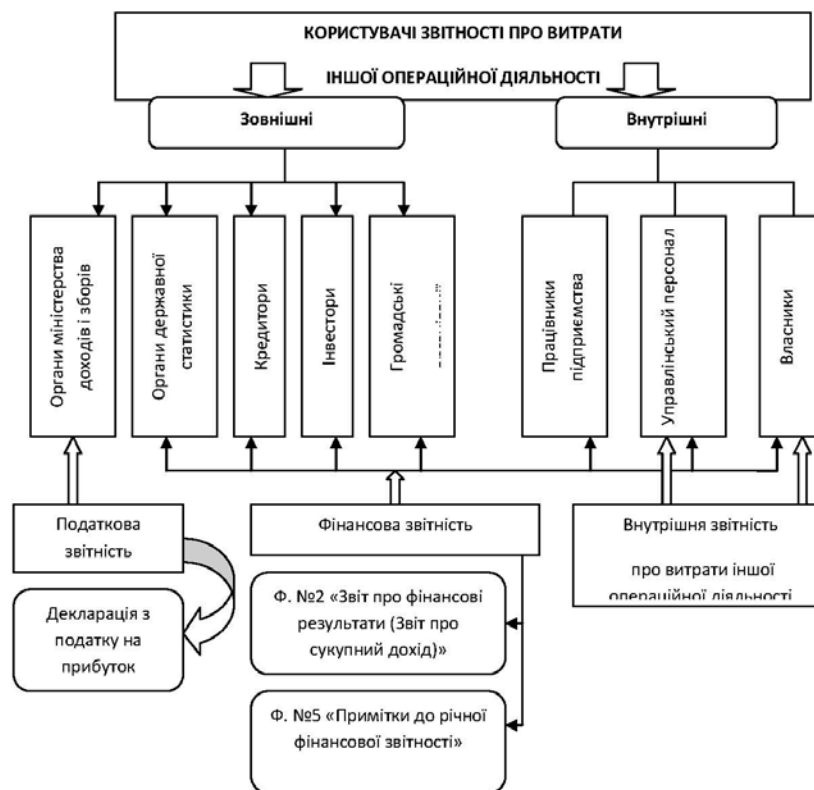 КОРИСТУВАЧІ ЗВІТНОСТІ ПРО ВИТРАТИ
ІНШОЇ ОПЕРАЦІЙНОЇ ДІЯЛЬНОСТІ
Зовнішні
Внутрішні
Органи міністерства
доходів і зборів
Органи державної
статистики
Кредитори
Інвестори
Громадські
Працівники
підприємства
Управлінський персонал
Власники
Податкова
звітність
Фінансова звітність
Внутрішня звітність
про витрати іншої
операційної діяльності
Декларація з
податку на
прибуток
Ф. №2 «Звіт про фінансові
результати (Звіт про
сукупний дохід)»
Ф. №5 «Примітки до річної
фінансової звітності»